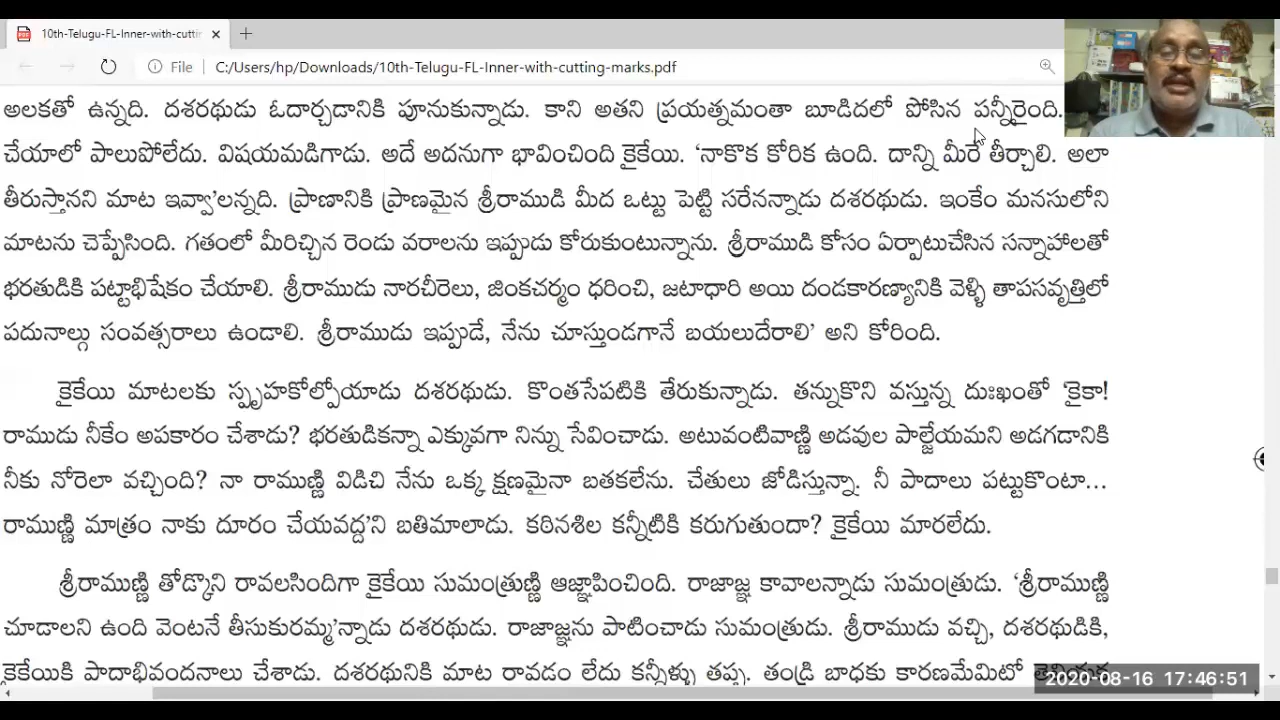 10th-Telugu-FL-Inner-with-cuttin
File C:/Users/hp/Downloads/10th-Telugu-FL-Inner-with-cutting-marks.pdf
అలకతో ఉన్నది. దశరథుడు ఓదార్చడానికి పూనుకున్నాడు. కాని అతని ప్రయత్నమంతా బూడిదలో పోసిన పన్నీరైంది.
చేయాలో పాలుపోలేదు. విషయమడిగాడు. అదే అదనుగా భావించింది కైకేయి. ‘నాకొక కోరిక ఉంది. దాన్ని మీరే తీర్చాలి. అలా
తీరుస్తానని మాట ఇవ్వా’లన్నది. ప్రాణానికి ప్రాణమైన శ్రీరాముడి మీద ఒట్టు పెట్టి సరేనన్నాడు దశరథుడు. ఇంకేం మనసులోని
మాటను చెప్పేసింది. గతంలో మీరిచ్చిన రెండు వరాలను ఇప్పుడు కోరుకుంటున్నాను. శ్రీరాముడి కోసం ఏర్పాటుచేసిన సన్నాహాలతో
భరతుడికి పట్టాభిషేకం చేయాలి. శ్రీరాముడు నారచీరెలు, జింకచర్మం ధరించి, జటాధారి అయి దండకారణ్యానికి వెళ్ళి తాపసవృత్తిలో
పదునాల్గు సంవత్సరాలు ఉండాలి. శ్రీరాముడు ఇప్పుడే, నేను చూస్తుండగానే బయలుదేరాలి’ అని కోరింది.
కైకేయి మాటలకు స్పృహకోల్పోయాడు దశరథుడు. కొంతసేపటికి తేరుకున్నాడు. తన్నుకొని వస్తున్న దుఃఖంతో ‘కైకా!
రాముడు నీకేం అపకారం చేశాడు? భరతుడికన్నా ఎక్కువగా నిన్ను సేవించాడు. అటువంటివాణ్ణి అడవుల పాల్జేయమని అడగడానికి
నీకు నోరెలా వచ్చింది? నా రాముణ్ణి విడిచి నేను ఒక్క క్షణమైనా బతకలేను. చేతులు జోడిస్తున్నా. నీ పాదాలు పట్టుకొంటా...
రాముణ్ణి మాత్రం నాకు దూరం చేయవద్ద’ని బతిమాలాడు. కఠినశిల కన్నీటికి కరుగుతుందా? కైకేయి మారలేదు.
శ్రీరాముణ్ణి తోడ్కొని రావలసిందిగా కైకేయి సుమంత్రుణ్ణి ఆజ్ఞాపించింది. రాజాజ్ఞ కావాలన్నాడు సుమంత్రుడు. ‘శ్రీరాముణ్ణి
చూడాలని ఉంది వెంటనే తీసుకురమ్మ’న్నాడు దశరథుడు. రాజాజ్ఞను పాటించాడు సుమంత్రుడు. శ్రీరాముడు వచ్చి, దశరథుడికి,
కైకేయికి పాదాభివందనాలు చేశాడు. దశరథునికి మాట రావడం లేదు కన్నీళ్ళు తప్ప. తండ్రి బాధకు కారణమేమిటో
2020-08-16 17:46:51